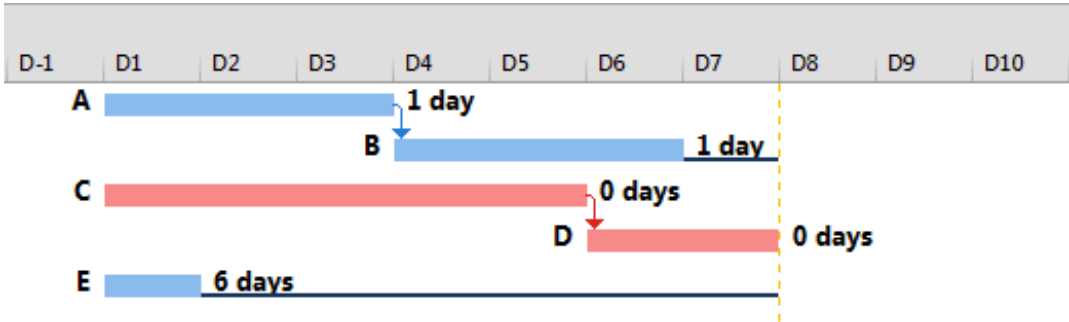 D-1 D1 D2 D3 D4 D5 D6 D7 D8 D9 D10
A 1 day
B 1 day
C 0 days
D 0 days
E 6 days